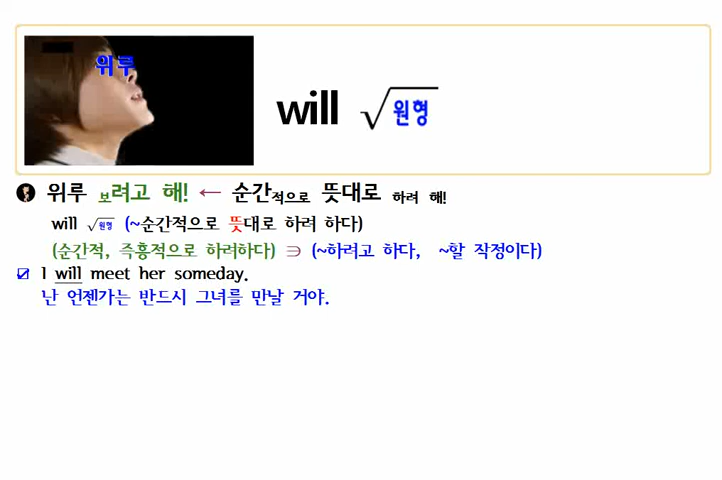 위루
will √원형
위루 보려고 해! ← 순간적으로 뜻대로 하려 해!
will √원형 (~순간적으로 뜻대로 하려 하다)
(순간적, 즉흥적으로 하려하다) ∋ (~하려고 하다, ~할 작정이다)
☑ I will meet her someday.
난 언젠가는 반드시 그녀를 만날 거야.